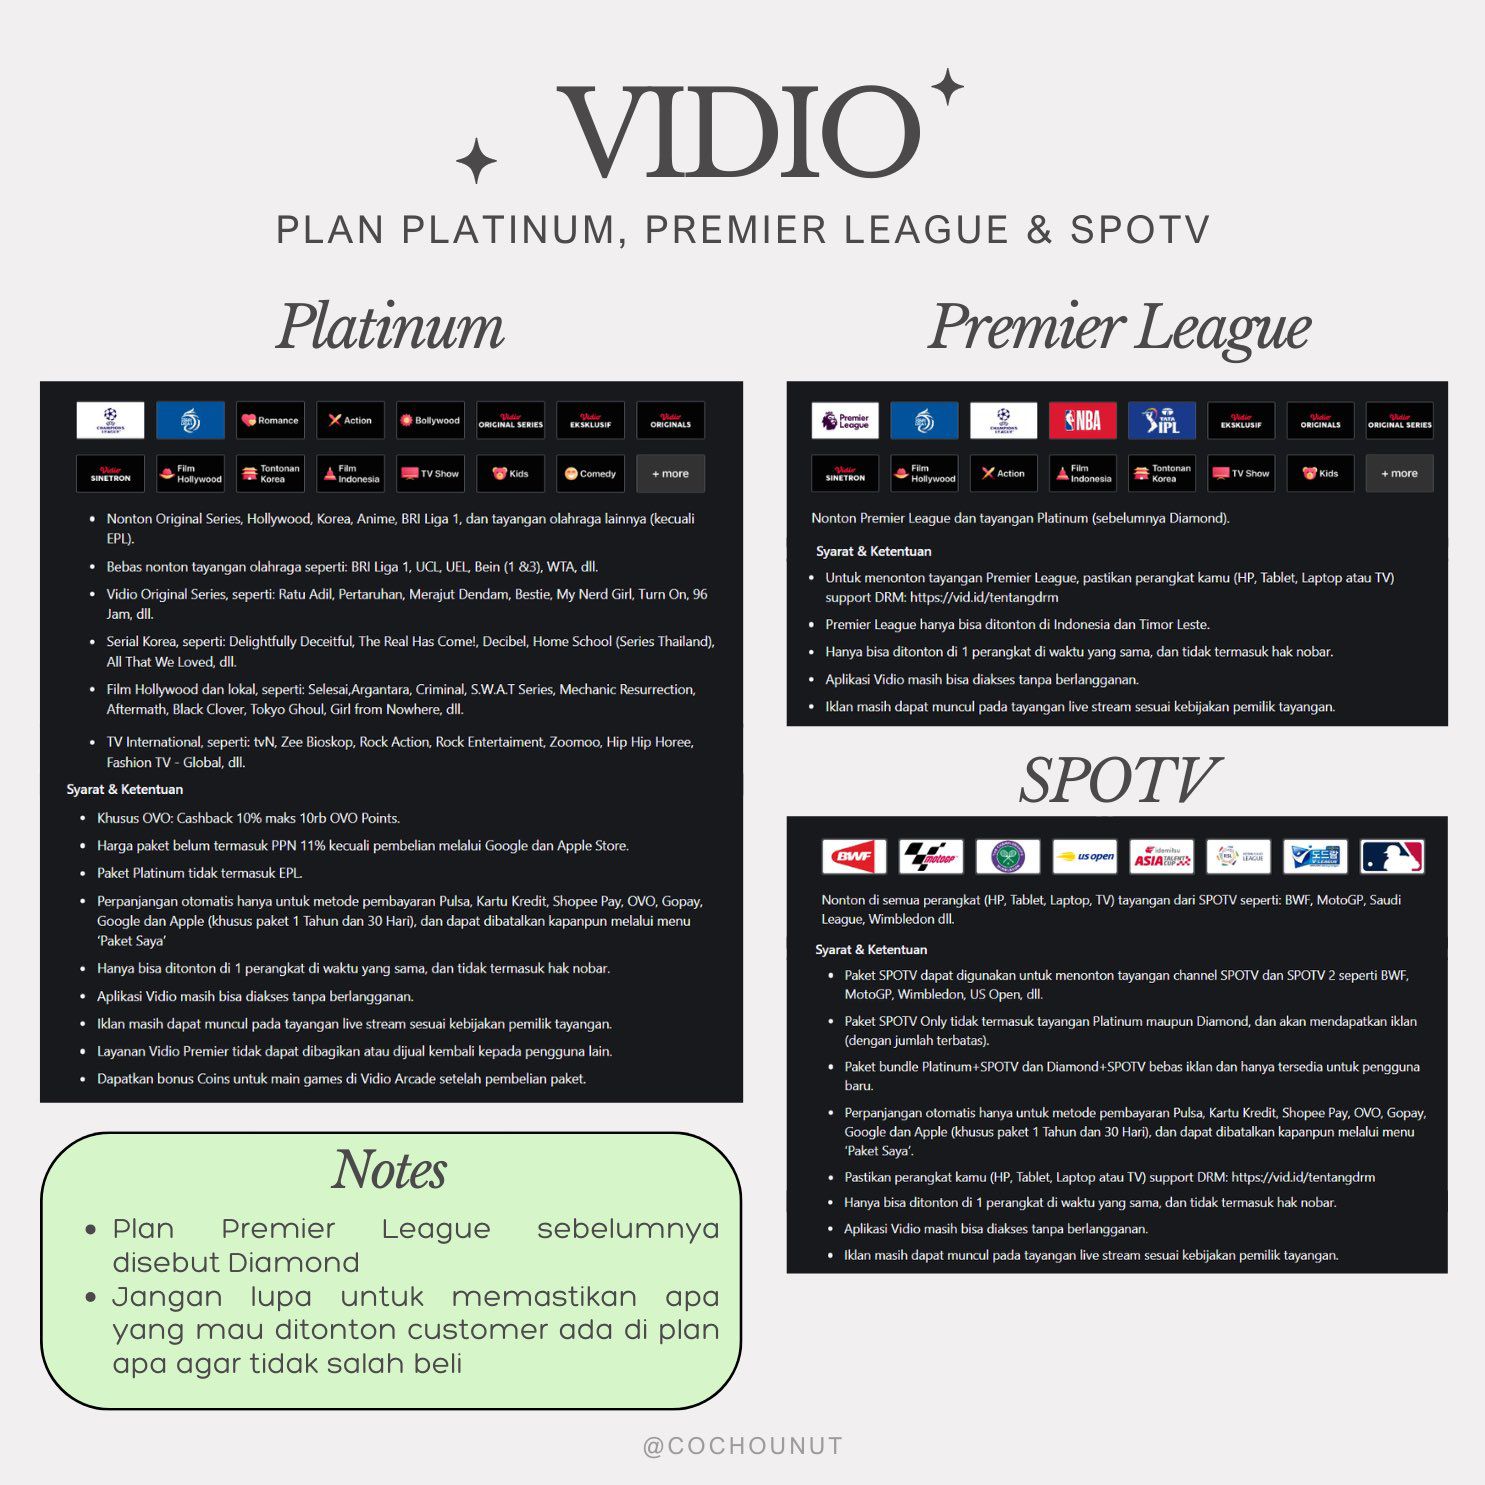 VIDIO
PLAN PLATINUM, PREMIER LEAGUE & SPOTV
Platinum
CHAMPIONS LEAGUE
Romance
Action
Bollywood
Vidio ORIGINAL SERIES
Vidio EKSKLUSIF
Vidio ORIGINALS
Vidio SINETRON
Film Hollywood
Tontonan Korea
Film Indonesia
TV Show
Kids
Comedy
+ more
• Nonton Original Series, Hollywood, Korea, Anime, BRI Liga 1, dan tayangan olahraga lainnya (kecuali
EPL).
• Bebas nonton tayangan olahraga seperti: BRI Liga 1, UCL, UEL, Bein (1 &3), WTA, dll.
• Vidio Original Series, seperti: Ratu Adil, Pertaruhan, Merajut Dendam, Bestie, My Nerd Girl, Turn On, 96
Jam, dll.
• Serial Korea, seperti: Delightfully Deceitful, The Real Has Come!, Decibel, Home School (Series Thailand),
All That We Loved, dll.
• Film Hollywood dan lokal, seperti: Selesai,Argantara, Criminal, S.W.A.T Series, Mechanic Resurrection,
Aftermath, Black Clover, Tokyo Ghoul, Girl from Nowhere, dll.
• TV International, seperti: tvN, Zee Bioskop, Rock Action, Rock Entertaiment, Zoomoo, Hip Hip Horee,
Fashion TV - Global, dll.
Syarat & Ketentuan
• Khusus OVO: Cashback 10% maks 10rb OVO Points.
• Harga paket belum termasuk PPN 11% kecuali pembelian melalui Google dan Apple Store.
• Paket Platinum tidak termasuk EPL.
• Perpanjangan otomatis hanya untuk metode pembayaran Pulsa, Kartu Kredit, Shopee Pay, OVO, Gopay,
Google dan Apple (khusus paket 1 Tahun dan 30 Hari), dan dapat dibatalkan kapanpun melalui menu
‘Paket Saya’
• Hanya bisa ditonton di 1 perangkat di waktu yang sama, dan tidak termasuk hak nobar.
• Aplikasi Vidio masih bisa diakses tanpa berlangganan.
• Iklan masih dapat muncul pada tayangan live stream sesuai kebijakan pemilik tayangan.
• Layanan Vidio Premier tidak dapat dibagikan atau dijual kembali kepada pengguna lain.
• Dapatkan bonus Coins untuk main games di Vidio Arcade setelah pembelian paket.
Notes
• Plan Premier League sebelumnya
disebut Diamond
• Jangan lupa untuk memastikan apa
yang mau ditonton customer ada di plan
apa agar tidak salah beli
Premier League
Premier League
CHAMPIONS LEAGUE
NBA
TATA IPL
Vidio EKSKLUSIF
Vidio ORIGINALS
Vidio ORIGINAL SERIES
Vidio SINETRON
Film Hollywood
Action
Film Indonesia
Tontonan Korea
TV Show
Kids
+ more
Nonton Premier League dan tayangan Platinum (sebelumnya Diamond).
Syarat & Ketentuan
• Untuk menonton tayangan Premier League, pastikan perangkat kamu (HP, Tablet, Laptop atau TV)
support DRM: https://vid.id/tentangdrm
• Premier League hanya bisa ditonton di Indonesia dan Timor Leste.
• Hanya bisa ditonton di 1 perangkat di waktu yang sama, dan tidak termasuk hak nobar.
• Aplikasi Vidio masih bisa diakses tanpa berlangganan.
• Iklan masih dapat muncul pada tayangan live stream sesuai kebijakan pemilik tayangan.
SPOTV
BWF
MotoGP
us open
idemitsu ASIA TALENT CUP
RSL LEAGUE
도드람 V-LEAGUE
Nonton di semua perangkat (HP, Tablet, Laptop, TV) tayangan dari SPOTV seperti: BWF, MotoGP, Saudi
League, Wimbledon dll.
Syarat & Ketentuan
• Paket SPOTV dapat digunakan untuk menonton tayangan channel SPOTV dan SPOTV 2 seperti BWF,
MotoGP, Wimbledon, US Open, dll.
• Paket SPOTV Only tidak termasuk tayangan Platinum maupun Diamond, dan akan mendapatkan iklan
(dengan jumlah terbatas).
• Paket bundle Platinum+SPOTV dan Diamond+SPOTV bebas iklan dan hanya tersedia untuk pengguna
baru.
• Perpanjangan otomatis hanya untuk metode pembayaran Pulsa, Kartu Kredit, Shopee Pay, OVO, Gopay,
Google dan Apple (khusus paket 1 Tahun dan 30 Hari), dan dapat dibatalkan kapanpun melalui menu
‘Paket Saya’.
• Pastikan perangkat kamu (HP, Tablet, Laptop atau TV) support DRM: https://vid.id/tentangdrm
• Hanya bisa ditonton di 1 perangkat di waktu yang sama, dan tidak termasuk hak nobar.
• Aplikasi Vidio masih bisa diakses tanpa berlangganan.
• Iklan masih dapat muncul pada tayangan live stream sesuai kebijakan pemilik tayangan.
@COCHOUNUT